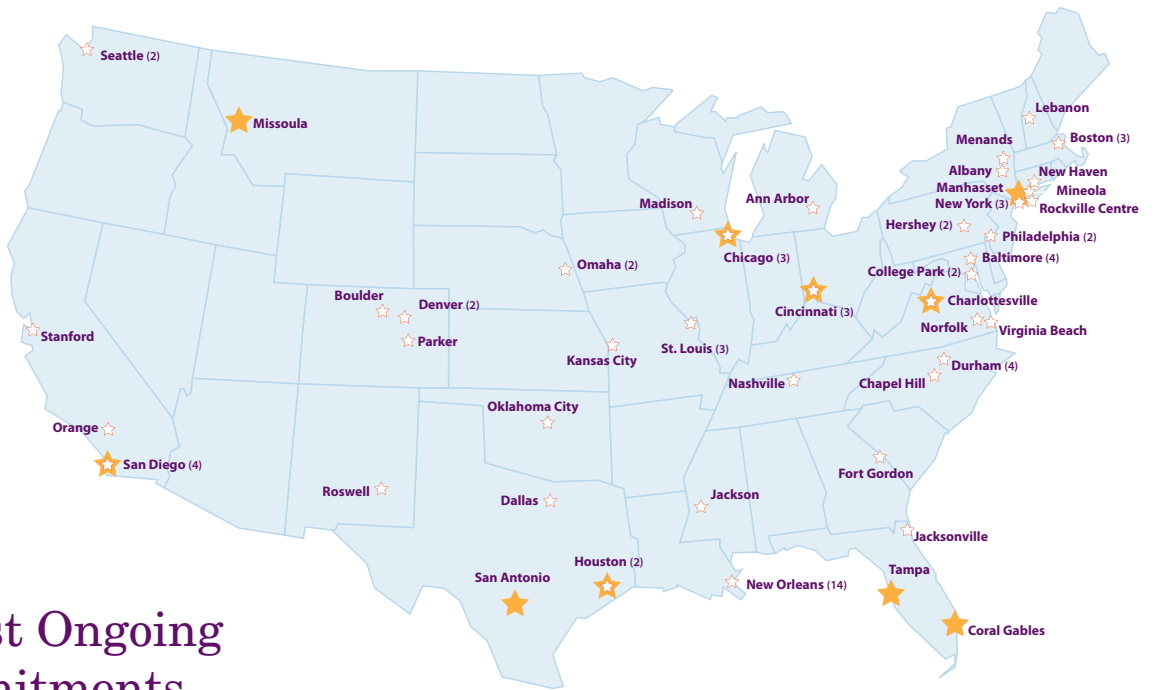 Seattle (2)
Missoula
Lebanon
Menands
Boston (3)
Albany
New Haven
Manhasset
Mineola
New York (3)
Rockville Centre
Madison
Ann Arbor
Hershey (2)
Philadelphia (2)
Chicago (3)
Baltimore (4)
Omaha (2)
College Park (2)
Boulder
Denver (2)
Charlottesville
Cincinnati (3)
Norfolk
Virginia Beach
Stanford
Parker
St. Louis (3)
Kansas City
Durham (4)
Nashville
Chapel Hill
Oklahoma City
Orange
San Diego (4)
Fort Gordon
Roswell
Dallas
Jackson
Jacksonville
Houston (2)
Tampa
San Antonio
New Orleans (14)
Coral Gables
Ongoing